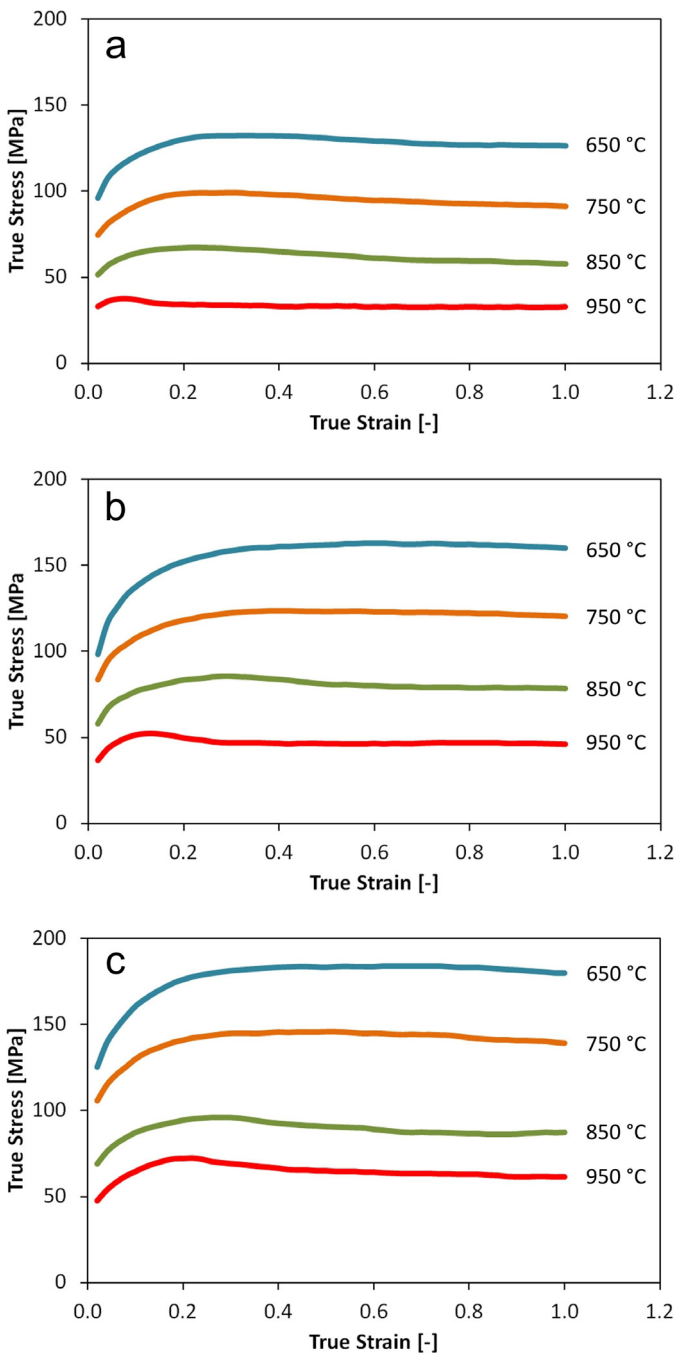 a
200
150
100
50
0
True Stress [MPa]
650 °C
750 °C
850 °C
950 °C
0.0 0.2 0.4 0.6 0.8 1.0 1.2
True Strain [-]
b
200
150
100
50
0
True Stress [MPa
650 °C
750 °C
850 °C
950 °C
0.0 0.2 0.4 0.6 0.8 1.0 1.2
True Strain [-]
c
200
150
100
50
0
True Stress [MPa]
650 °C
750 °C
850 °C
950 °C
0.0 0.2 0.4 0.6 0.8 1.0 1.2
True Strain [-]